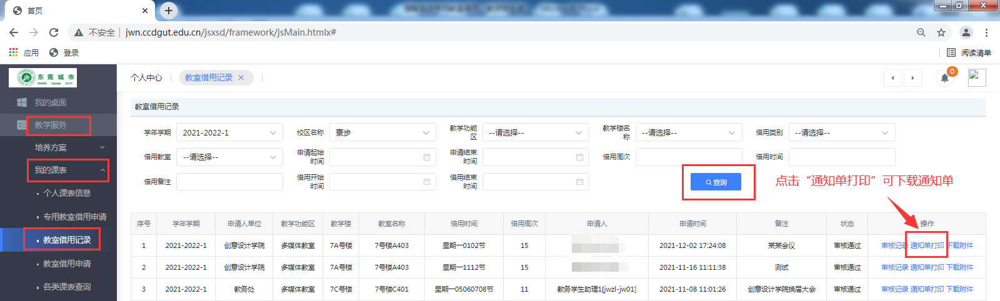 首页
不安全 | jwn.ccdgut.edu.cn/jsxsd/framework/jsMain.htmlx#
应用 登录 阅读清单
东莞城市
DONG GUAN CITY
个人中心 教室借用记录 0
我的桌面
教学服务
培养方案
我的课表
个人课表信息
专用教室借用申请
教室借用记录
教室借用申请
各类课表查询
教室借用记录
学年学期 2021-2022-1 校区名称 寮步 教学功能区 --请选择-- 教学楼名称 --请选择-- 借用类别 --请选择--
借用教室 --请选择-- 申请起始时间 申请结束时间 借用周次 借用时间
借用备注 借用开始时间 借用结束时间 查询
点击“通知单打印”可下载通知单
序号 学年学期 申请人单位 教学功能区 教学楼 教室名称 借用时间 借用周次 申请人 申请时间 备注 状态 操作
1 2021-2022-1 创意设计学院 多媒体教室 7A号楼 7号楼A403 星期一0102节 15 2021-12-02 17:24:08 某某会议 审核通过 审核记录 通知单打印 下载附件
2 2021-2022-1 创意设计学院 多媒体教室 7A号楼 7号楼A403 星期一1112节 15 2021-11-16 11:11:38 测试 审核通过 审核记录 通知单打印 下载附件
3 2021-2022-1 教务处 多媒体教室 7C号楼 7号楼C401 星期一05060708节 11 教务学生助理1[jwzl-jw01] 2021-11-08 11:01:26 创意设计学院换届大会 审核通过 审核记录 通知单打印 下载附件